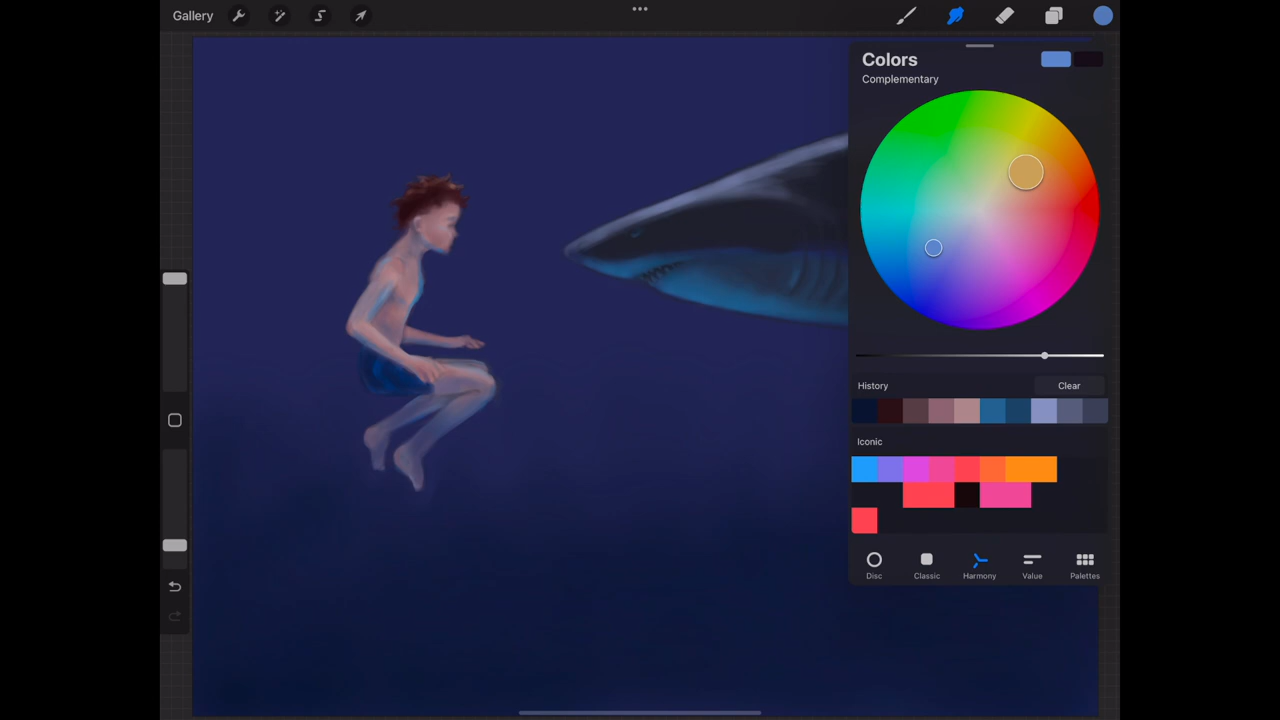 Gallery
Colors
Complementary
History
Clear
Iconic
Disc
Classic
Harmony
Value
Palettes